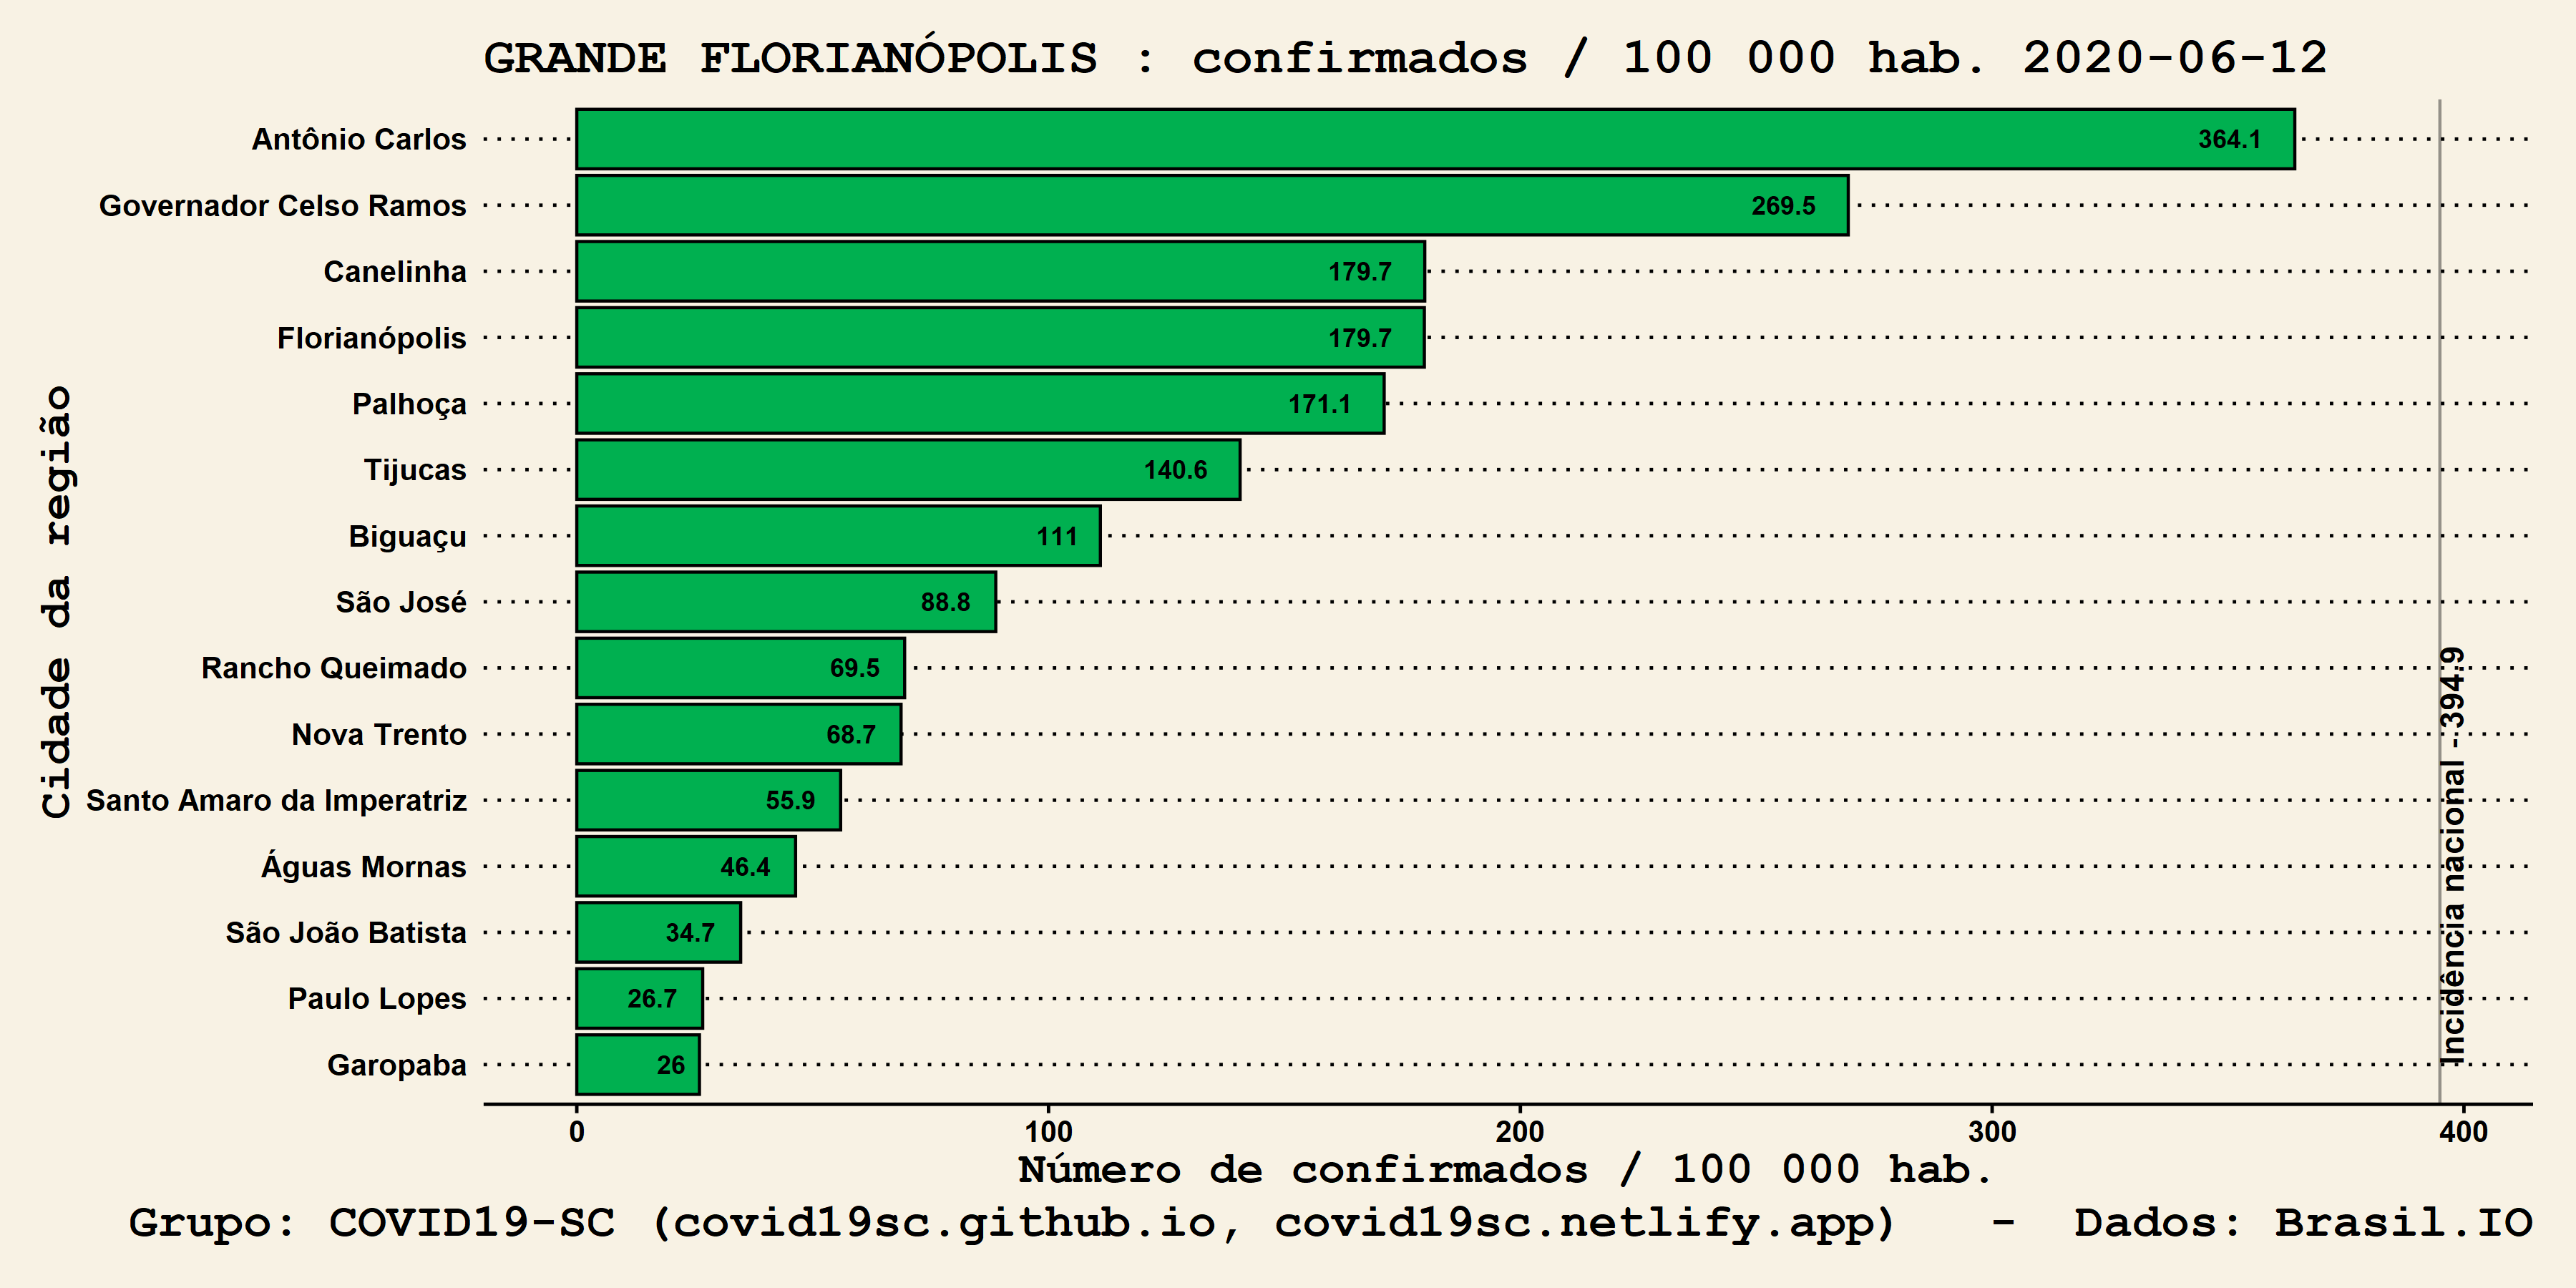 GRANDE FLORIANÓPOLIS : confirmados / 100 000 hab. 2020-06-12
Cidade da região
Antônio Carlos 364.1
Governador Celso Ramos 269.5
Canelinha 179.7
Florianópolis 179.7
Palhoça 171.1
Tijucas 140.6
Biguaçu 111
São José 88.8
Rancho Queimado 69.5
Nova Trento 68.7
Santo Amaro da Imperatriz 55.9
Águas Mornas 46.4
São João Batista 34.7
Paulo Lopes 26.7
Garopaba 26
Incidência nacional - 394.9
0 100 200 300 400
Número de confirmados / 100 000 hab.
Grupo: COVID19-SC (covid19sc.github.io, covid19sc.netlify.app) - Dados: Brasil.IO